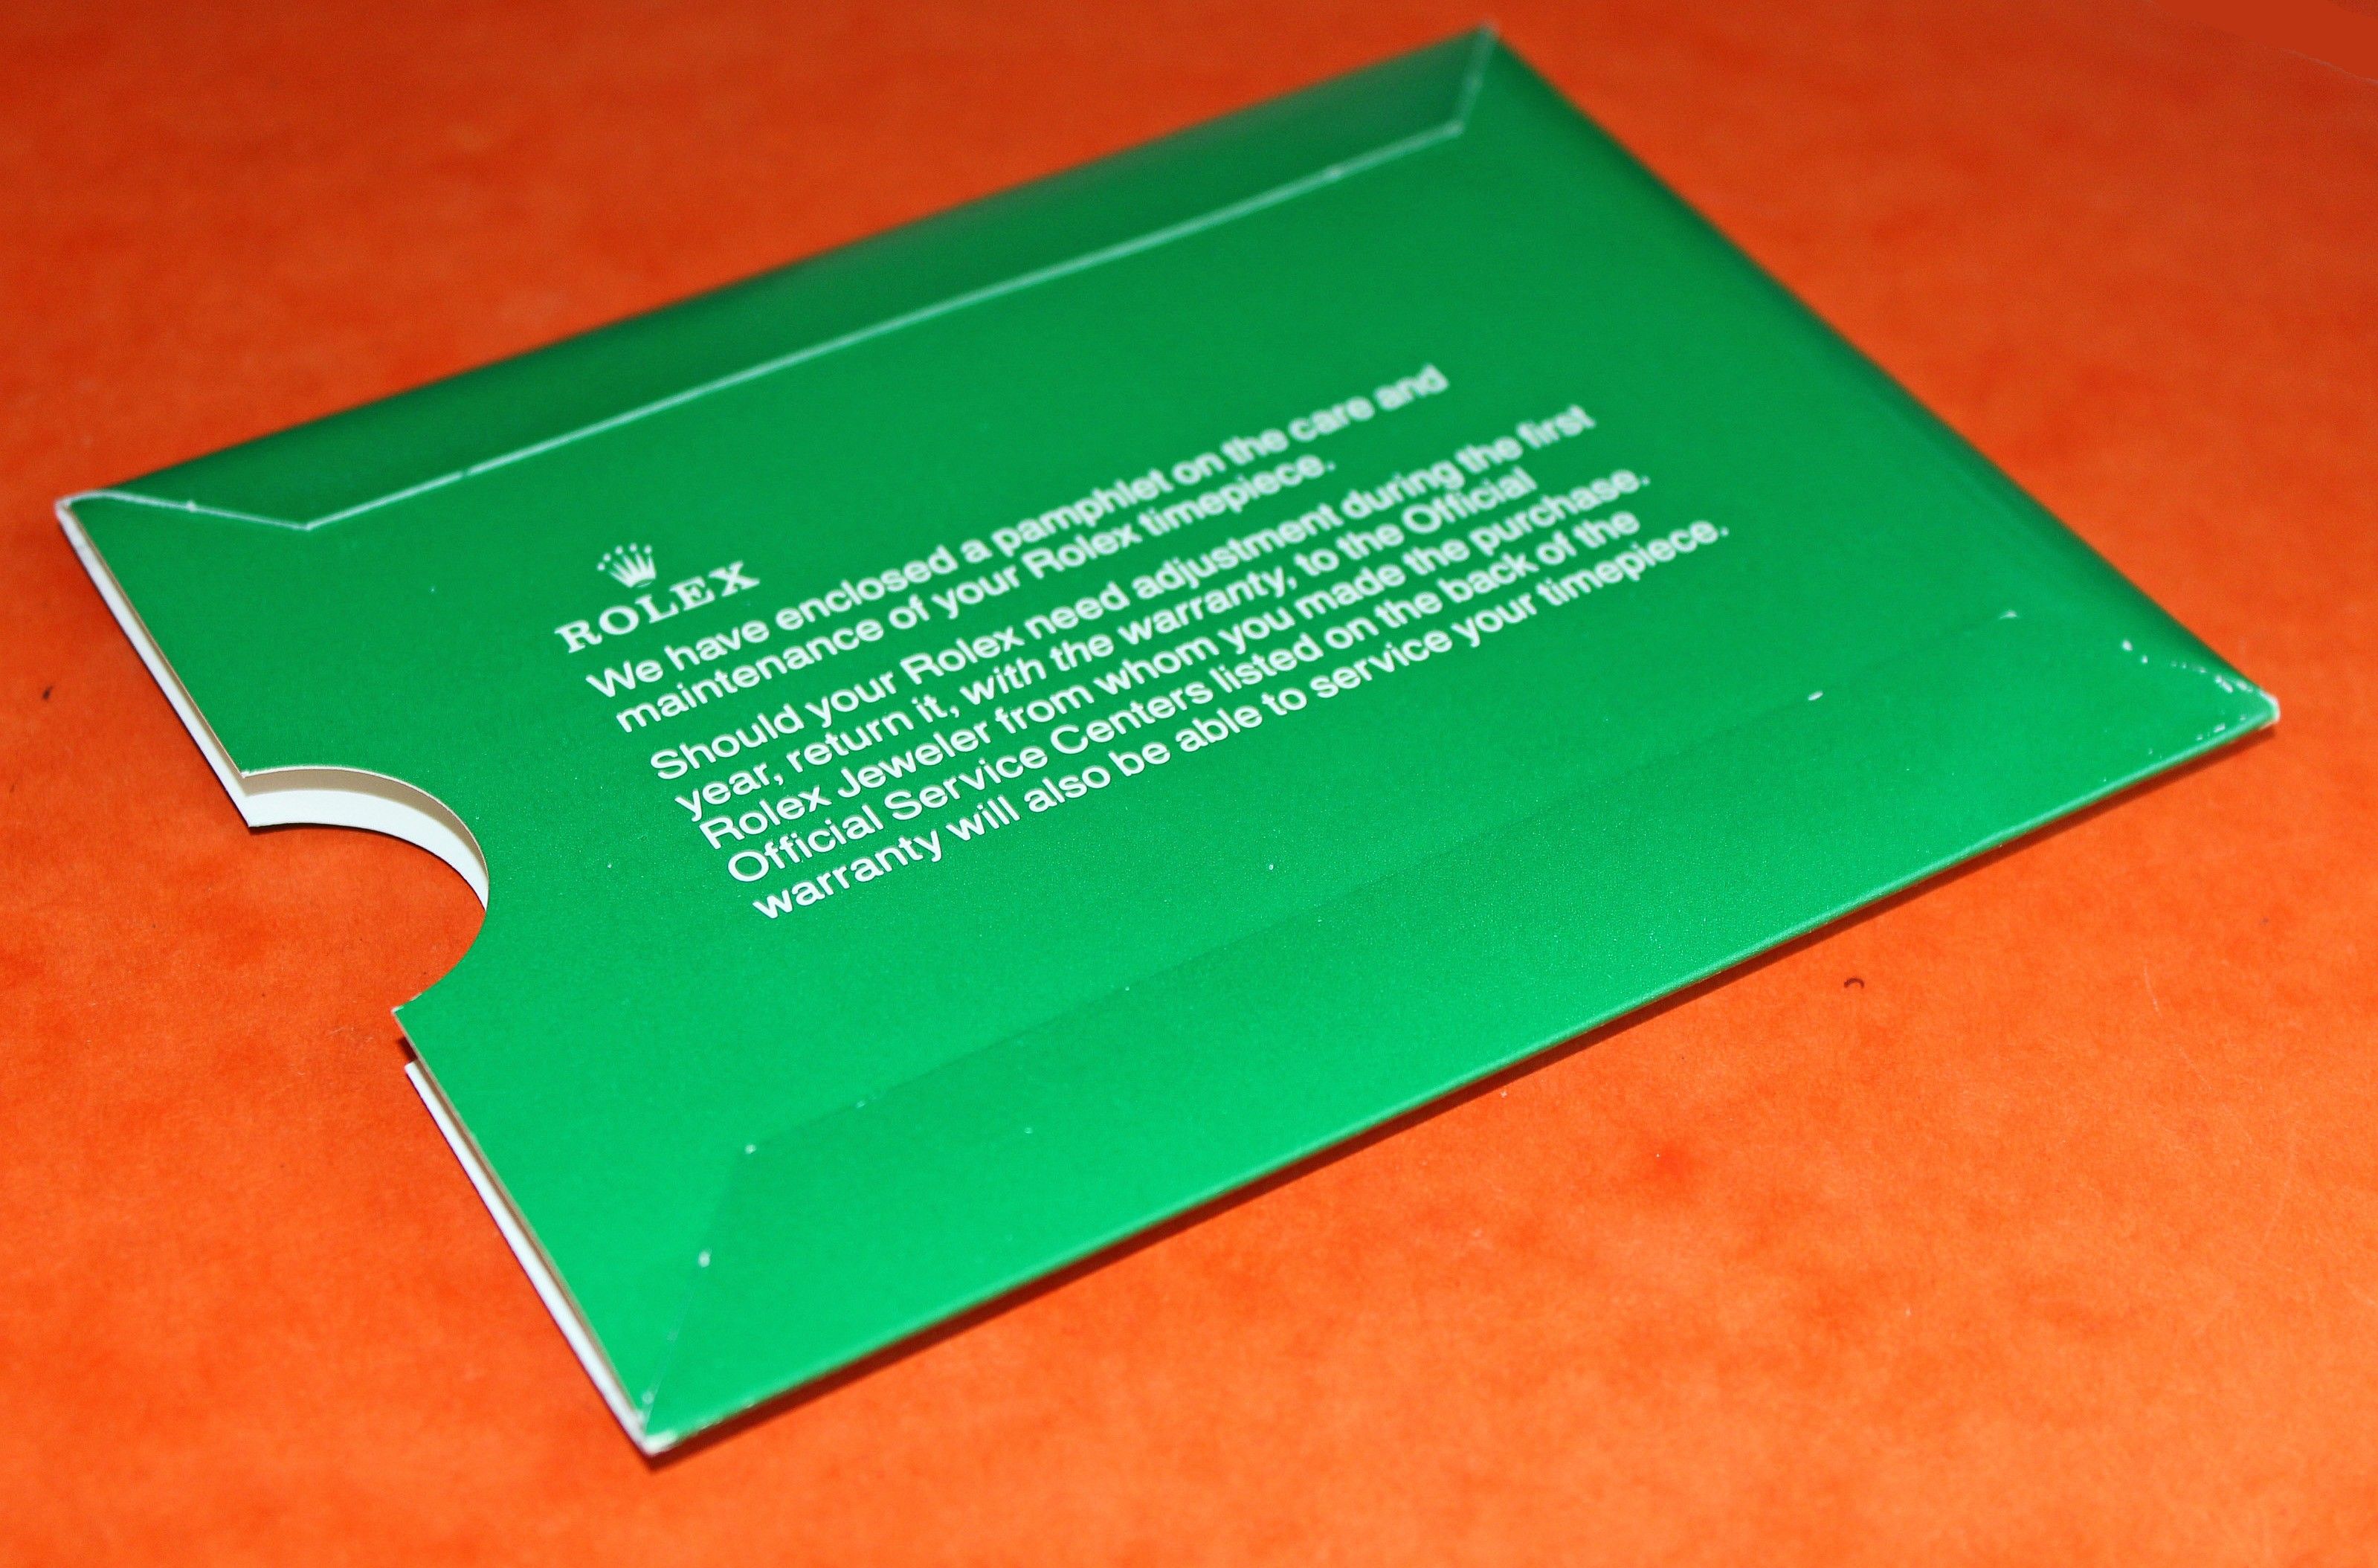 ROLEX
We have enclosed a pamphlet on the care and
maintenance of your Rolex timepiece.
Should your Rolex need adjustment during the first
year, return it, with the warranty, to the Official
Rolex Jeweler from whom you made the purchase.
Official Service Centers listed on the back of the
warranty will also be able to service your timepiece.